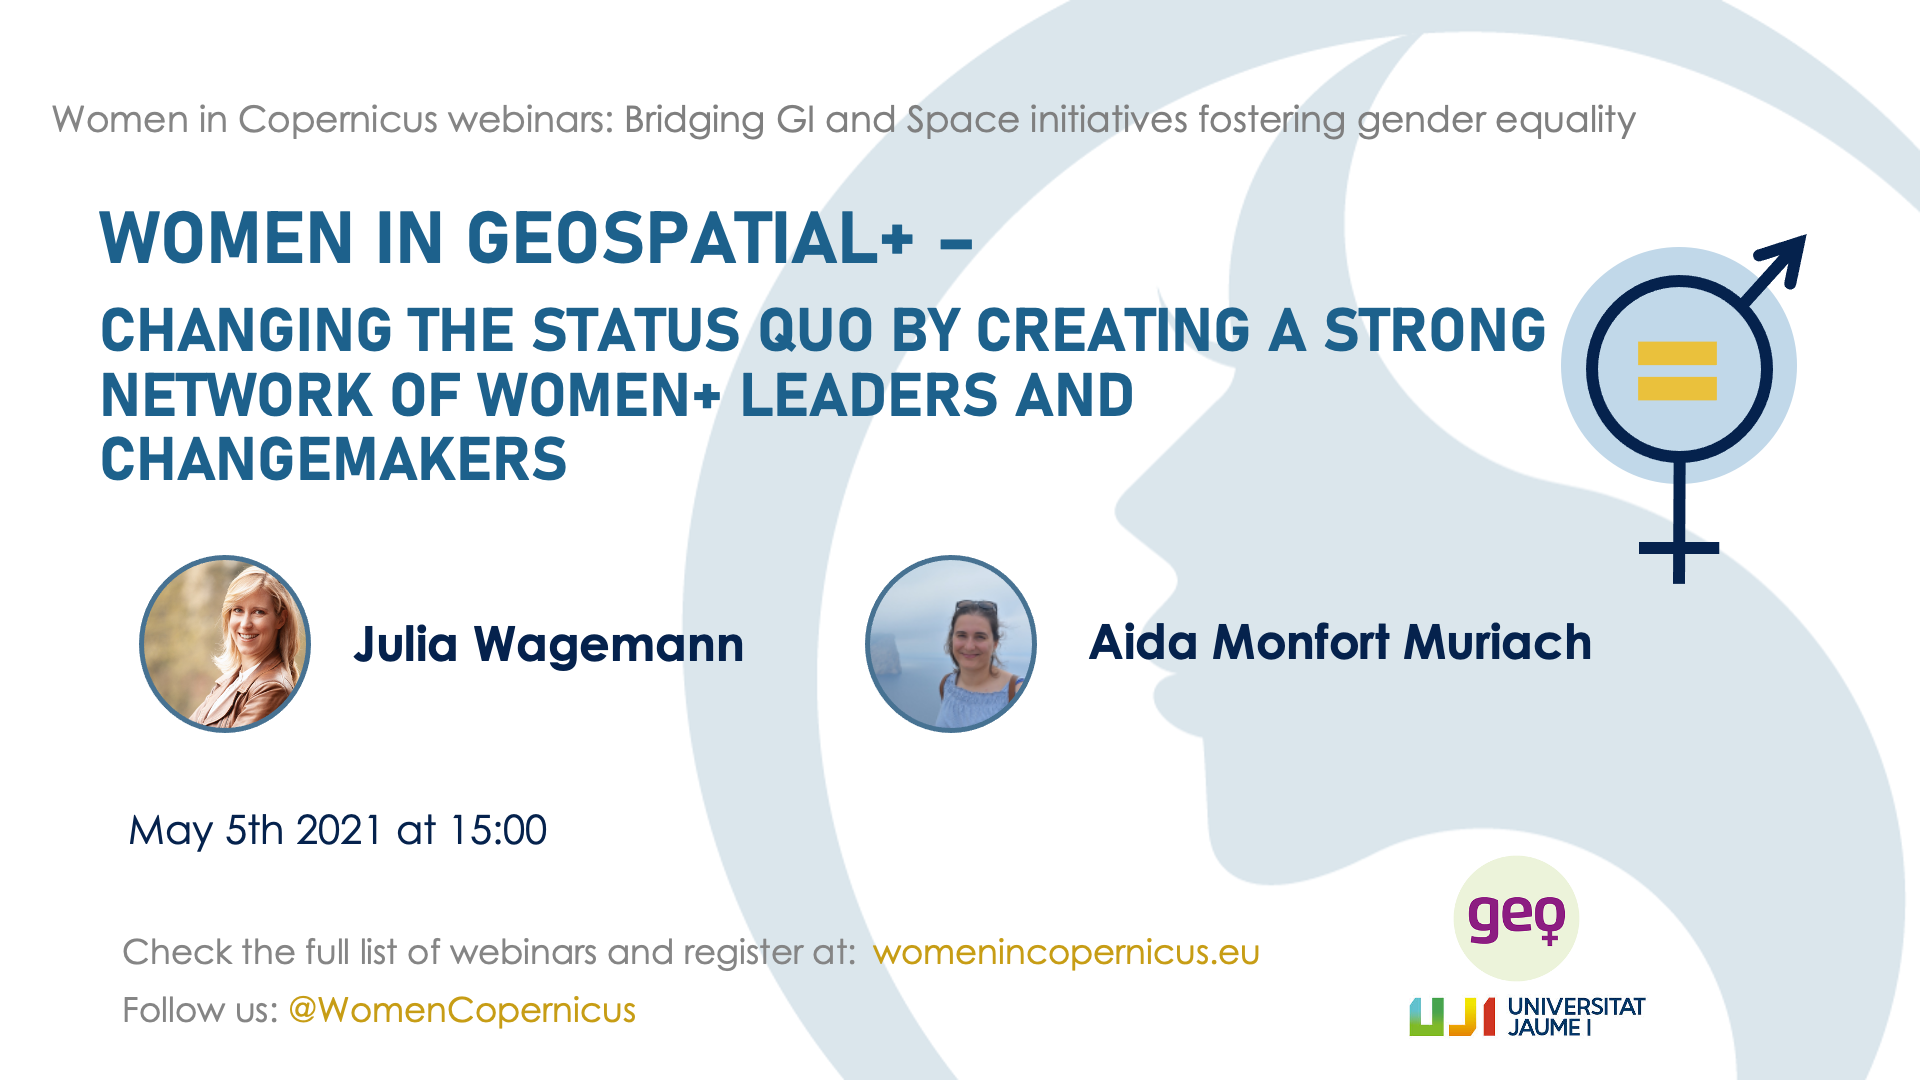 Women in Copernicus webinars: Bridging GI and Space initiatives fostering gender equality
WOMEN IN GEOSPATIAL+ –
CHANGING THE STATUS QUO BY CREATING A STRONG
NETWORK OF WOMEN+ LEADERS AND
CHANGEMAKERS
Julia Wagemann
Aida Monfort Muriach
May 5th 2021 at 15:00
Check the full list of webinars and register at: womenincopernicus.eu
Follow us: @WomenCopernicus
geo
UJI
UNIVERSITAT
JAUME I